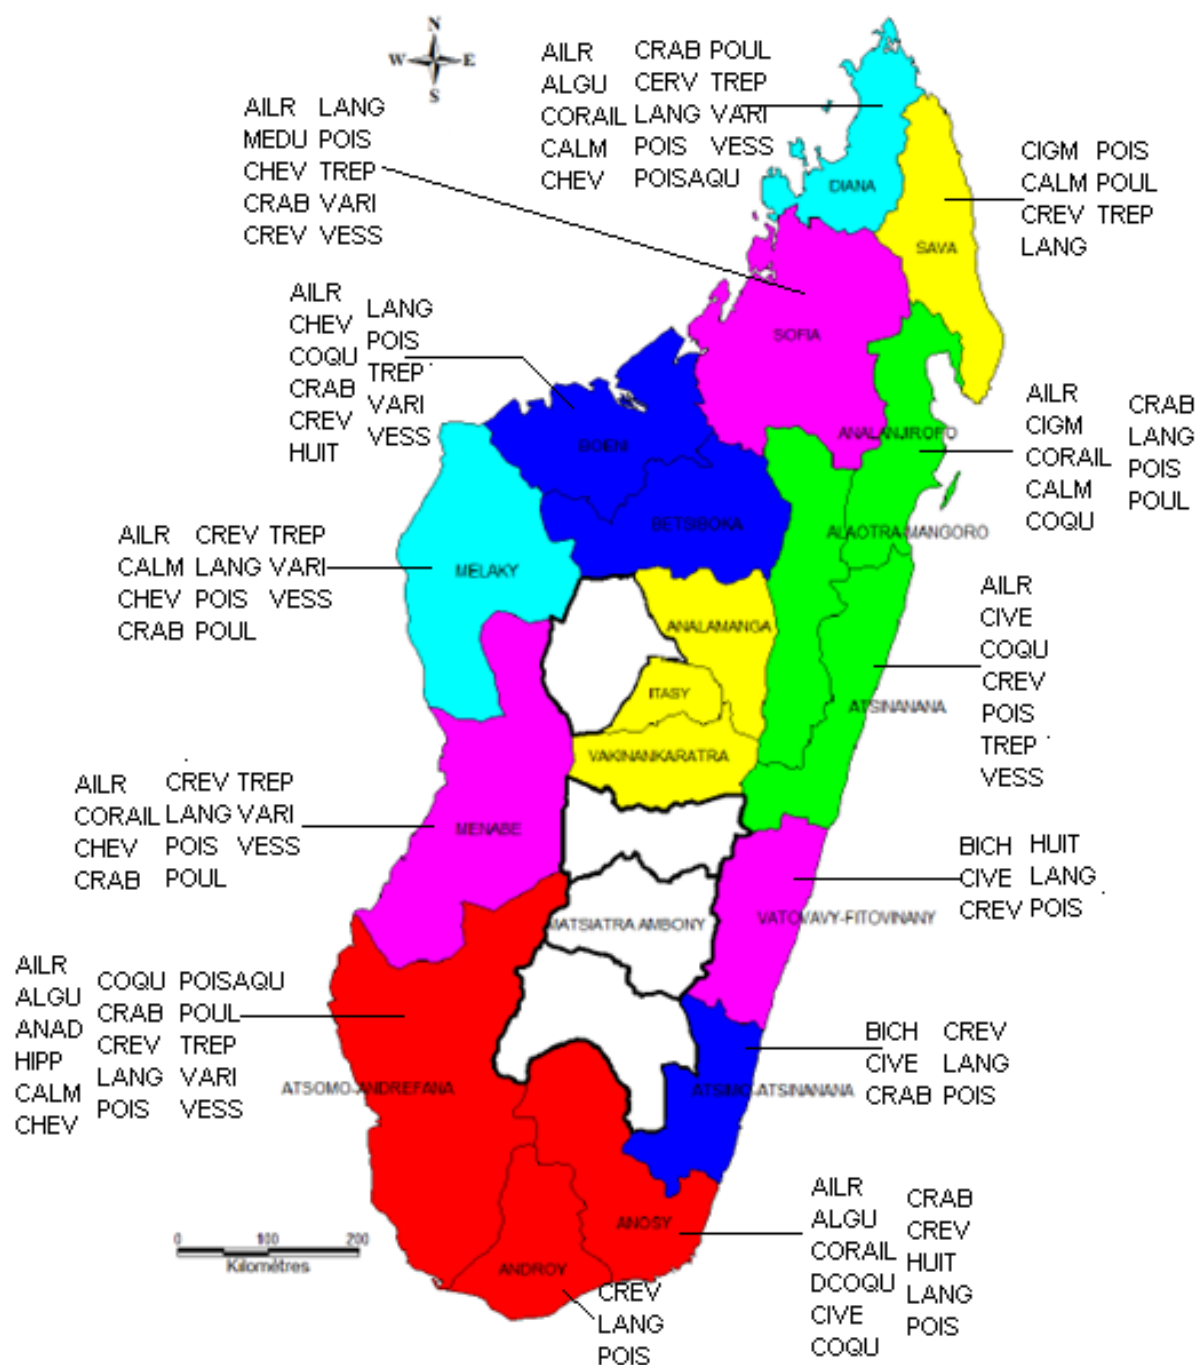 N
W E
S
AILR CRAB POUL
ALGU CERV TREP
CORAIL LANG VARI
CALM POIS VESS
CHEV POISAQU
AILR LANG
MEDU POIS
CHEV TREP
CRAB VARI
CREV VESS
CIGM POIS
CALM POUL
CREV TREP
LANG
DIANA
SAVA
SOFIA
AILR
CHEV LANG
COQU POIS
CRAB TREP
CREV VARI
HUIT VESS
BOENI
ANALANJIROFO
AILR CRAB
CIGM LANG
CORAIL POIS
CALM POUL
COQU
BETSIBOKA
ALAOTRA-MANGORO
AILR CREV TREP
CALM LANG VARI
CHEV POIS VESS
CRAB POUL
MELAKY
ANALAMANGA
ITASY
VAKINANKARATRA
ATSINANANA
AILR
CIVE
COQU
CREV
POIS
TREP
VESS
AILR CREV TREP
CORAIL LANG VARI
CHEV POIS VESS
CRAB POUL
MENABE
BICH HUIT
CIVE LANG
CREV POIS
MATSIATRA AMBONY
VATOVAVY-FITOVINANY
AILR
ALGU COQU POISAQU
ANAD CRAB POUL
HIPP CREV TREP
CALM LANG VARI
CHEV POIS VESS
ATSOMO-ANDREFANA
BICH CREV
CIVE LANG
CRAB POIS
ATSIMO-ATSINANANA
AILR CRAB
ALGU CREV
CORAIL HUIT
DCOQU LANG
CIVE POIS
COQU
ANOSY
ANDROY
CREV
LANG
POIS
0 100 200
Kilométres